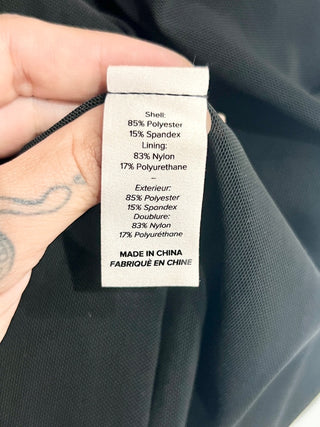 Shell:
85% Polyester
15% Spandex
Lining:
83% Nylon
17% Polyurethane
–
Exterieur:
85% Polyester
15% Spandex
Doublure:
83% Nylon
17% Polyuréthane
MADE IN CHINA
FABRIQUÉ EN CHINE